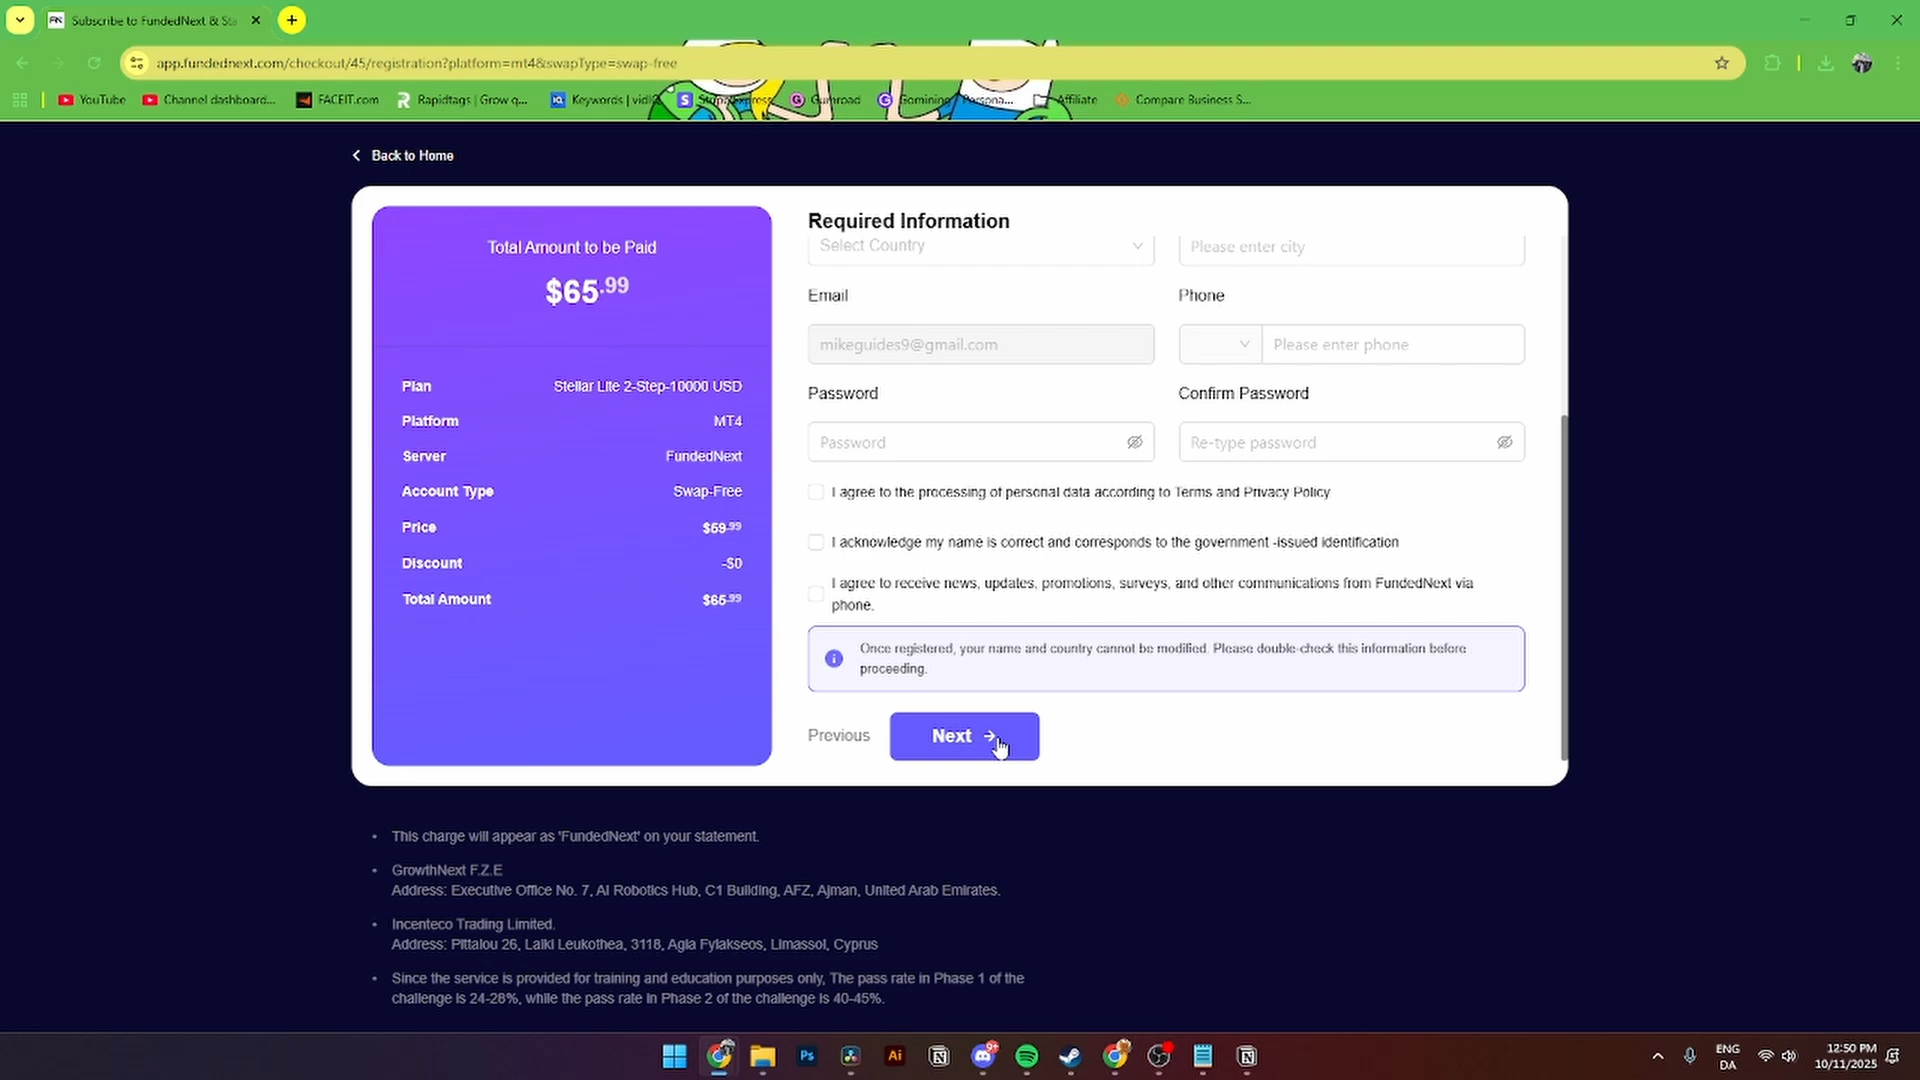 Subscribe to FundedNext & Sta
app.fundednext.com/checkout/45/registration?platform=mt4&swapType=swap-free
YouTube
Channel dashboard...
FACEIT.com
Rapidtags | Grow q...
Keywords | vidIQ
Gumroad
Gomining | Persona...
Affiliate
Compare Business S...
Back to Home
Total Amount to be Paid
$65.99
Plan Stellar Lite 2-Step-10000 USD
Platform MT4
Server FundedNext
Account Type Swap-Free
Price $59.99
Discount -$0
Total Amount $65.99
Required Information
Select Country
Please enter city
Email
Phone
mikeguides9@gmail.com
Please enter phone
Password
Confirm Password
Password
Re-type password
I agree to the processing of personal data according to Terms and Privacy Policy
I acknowledge my name is correct and corresponds to the government -issued identification
I agree to receive news, updates, promotions, surveys, and other communications from FundedNext via
phone.
Once registered, your name and country cannot be modified. Please double-check this information before
proceeding.
Previous
Next →
This charge will appear as 'FundedNext' on your statement.
GrowthNext F.Z.E
Address: Executive Office No. 7, AI Robotics Hub, C1 Building, AFZ, Ajman, United Arab Emirates.
Incenteco Trading Limited.
Address: Pittalou 26, Laiki Leukothea, 3118, Agia Fylakseos, Limassol, Cyprus
Since the service is provided for training and education purposes only, The pass rate in Phase 1 of the
challenge is 24-28%, while the pass rate in Phase 2 of the challenge is 40-45%.
ENG
DA
12:50 PM
10/11/2025